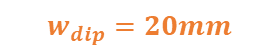 w_dip = 20mm